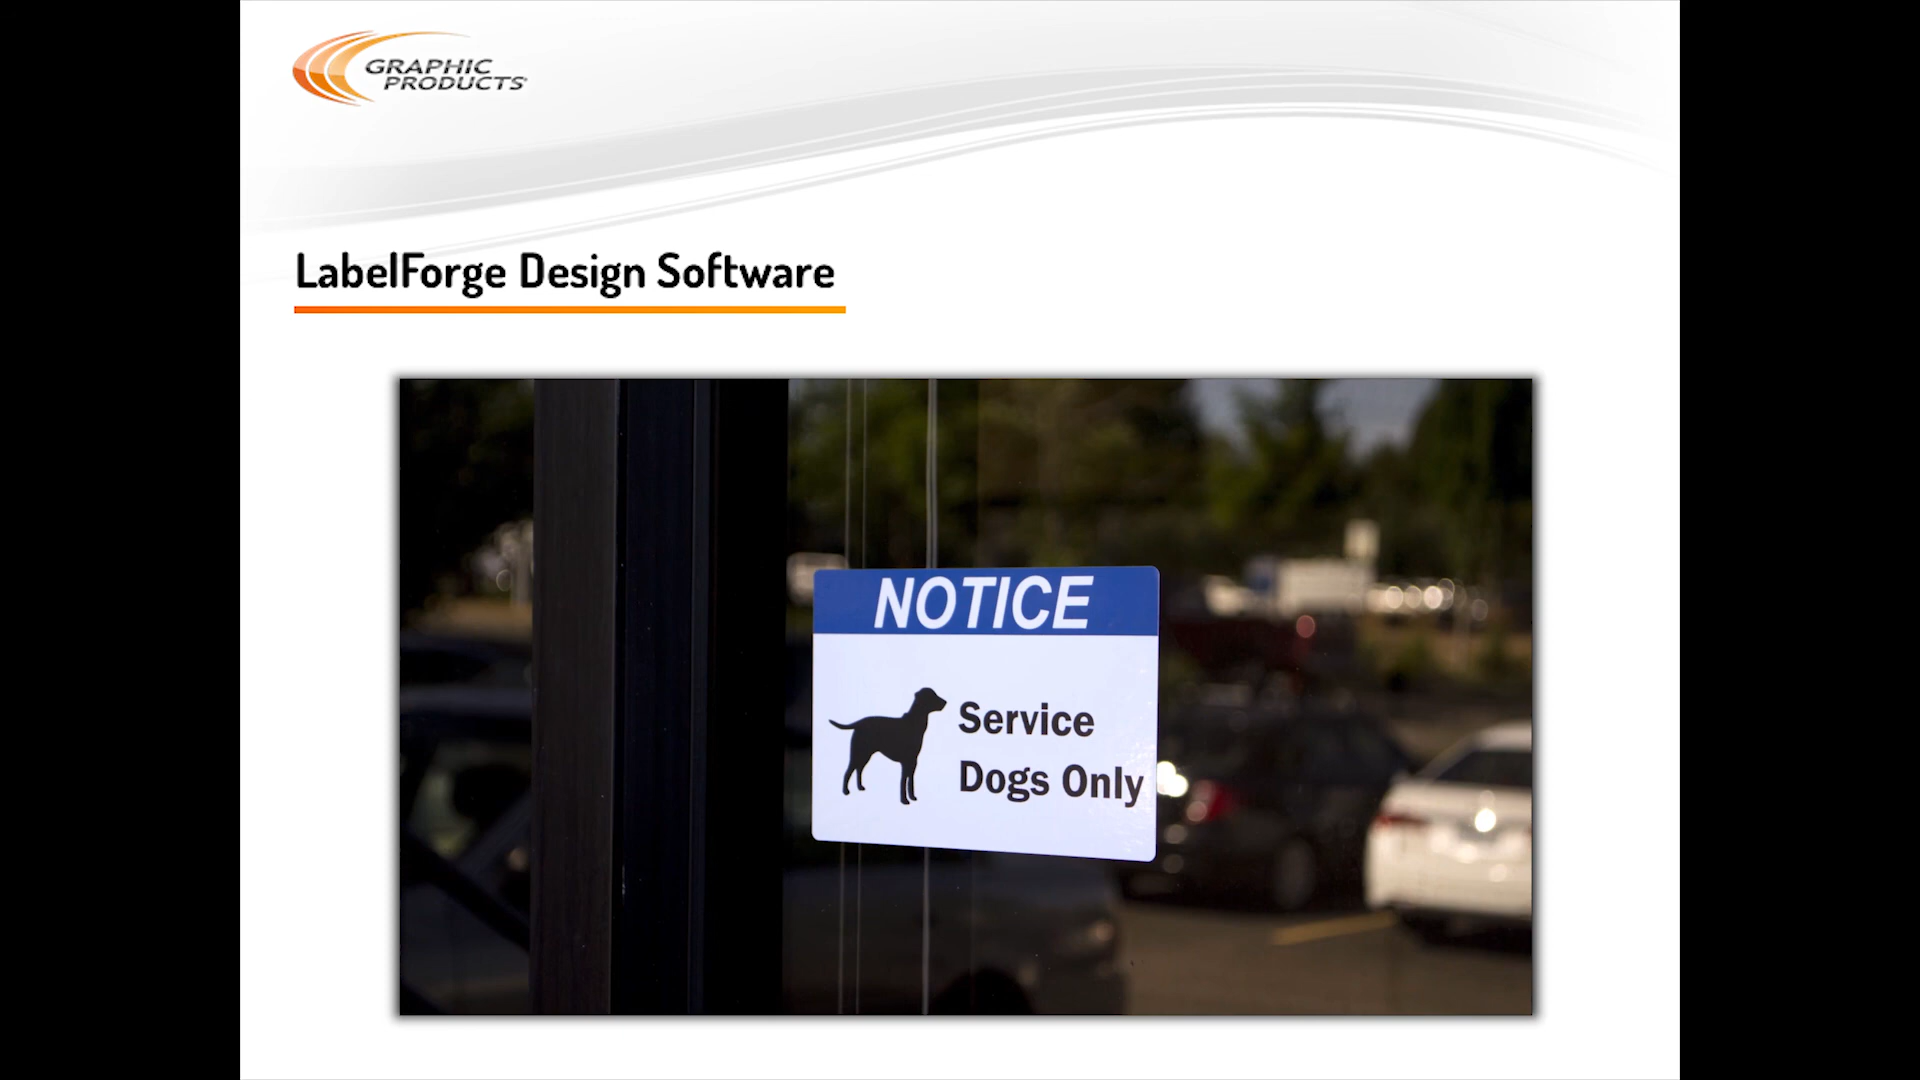 GRAPHIC
PRODUCTS
LabelForge Design Software
NOTICE
Service
Dogs Only